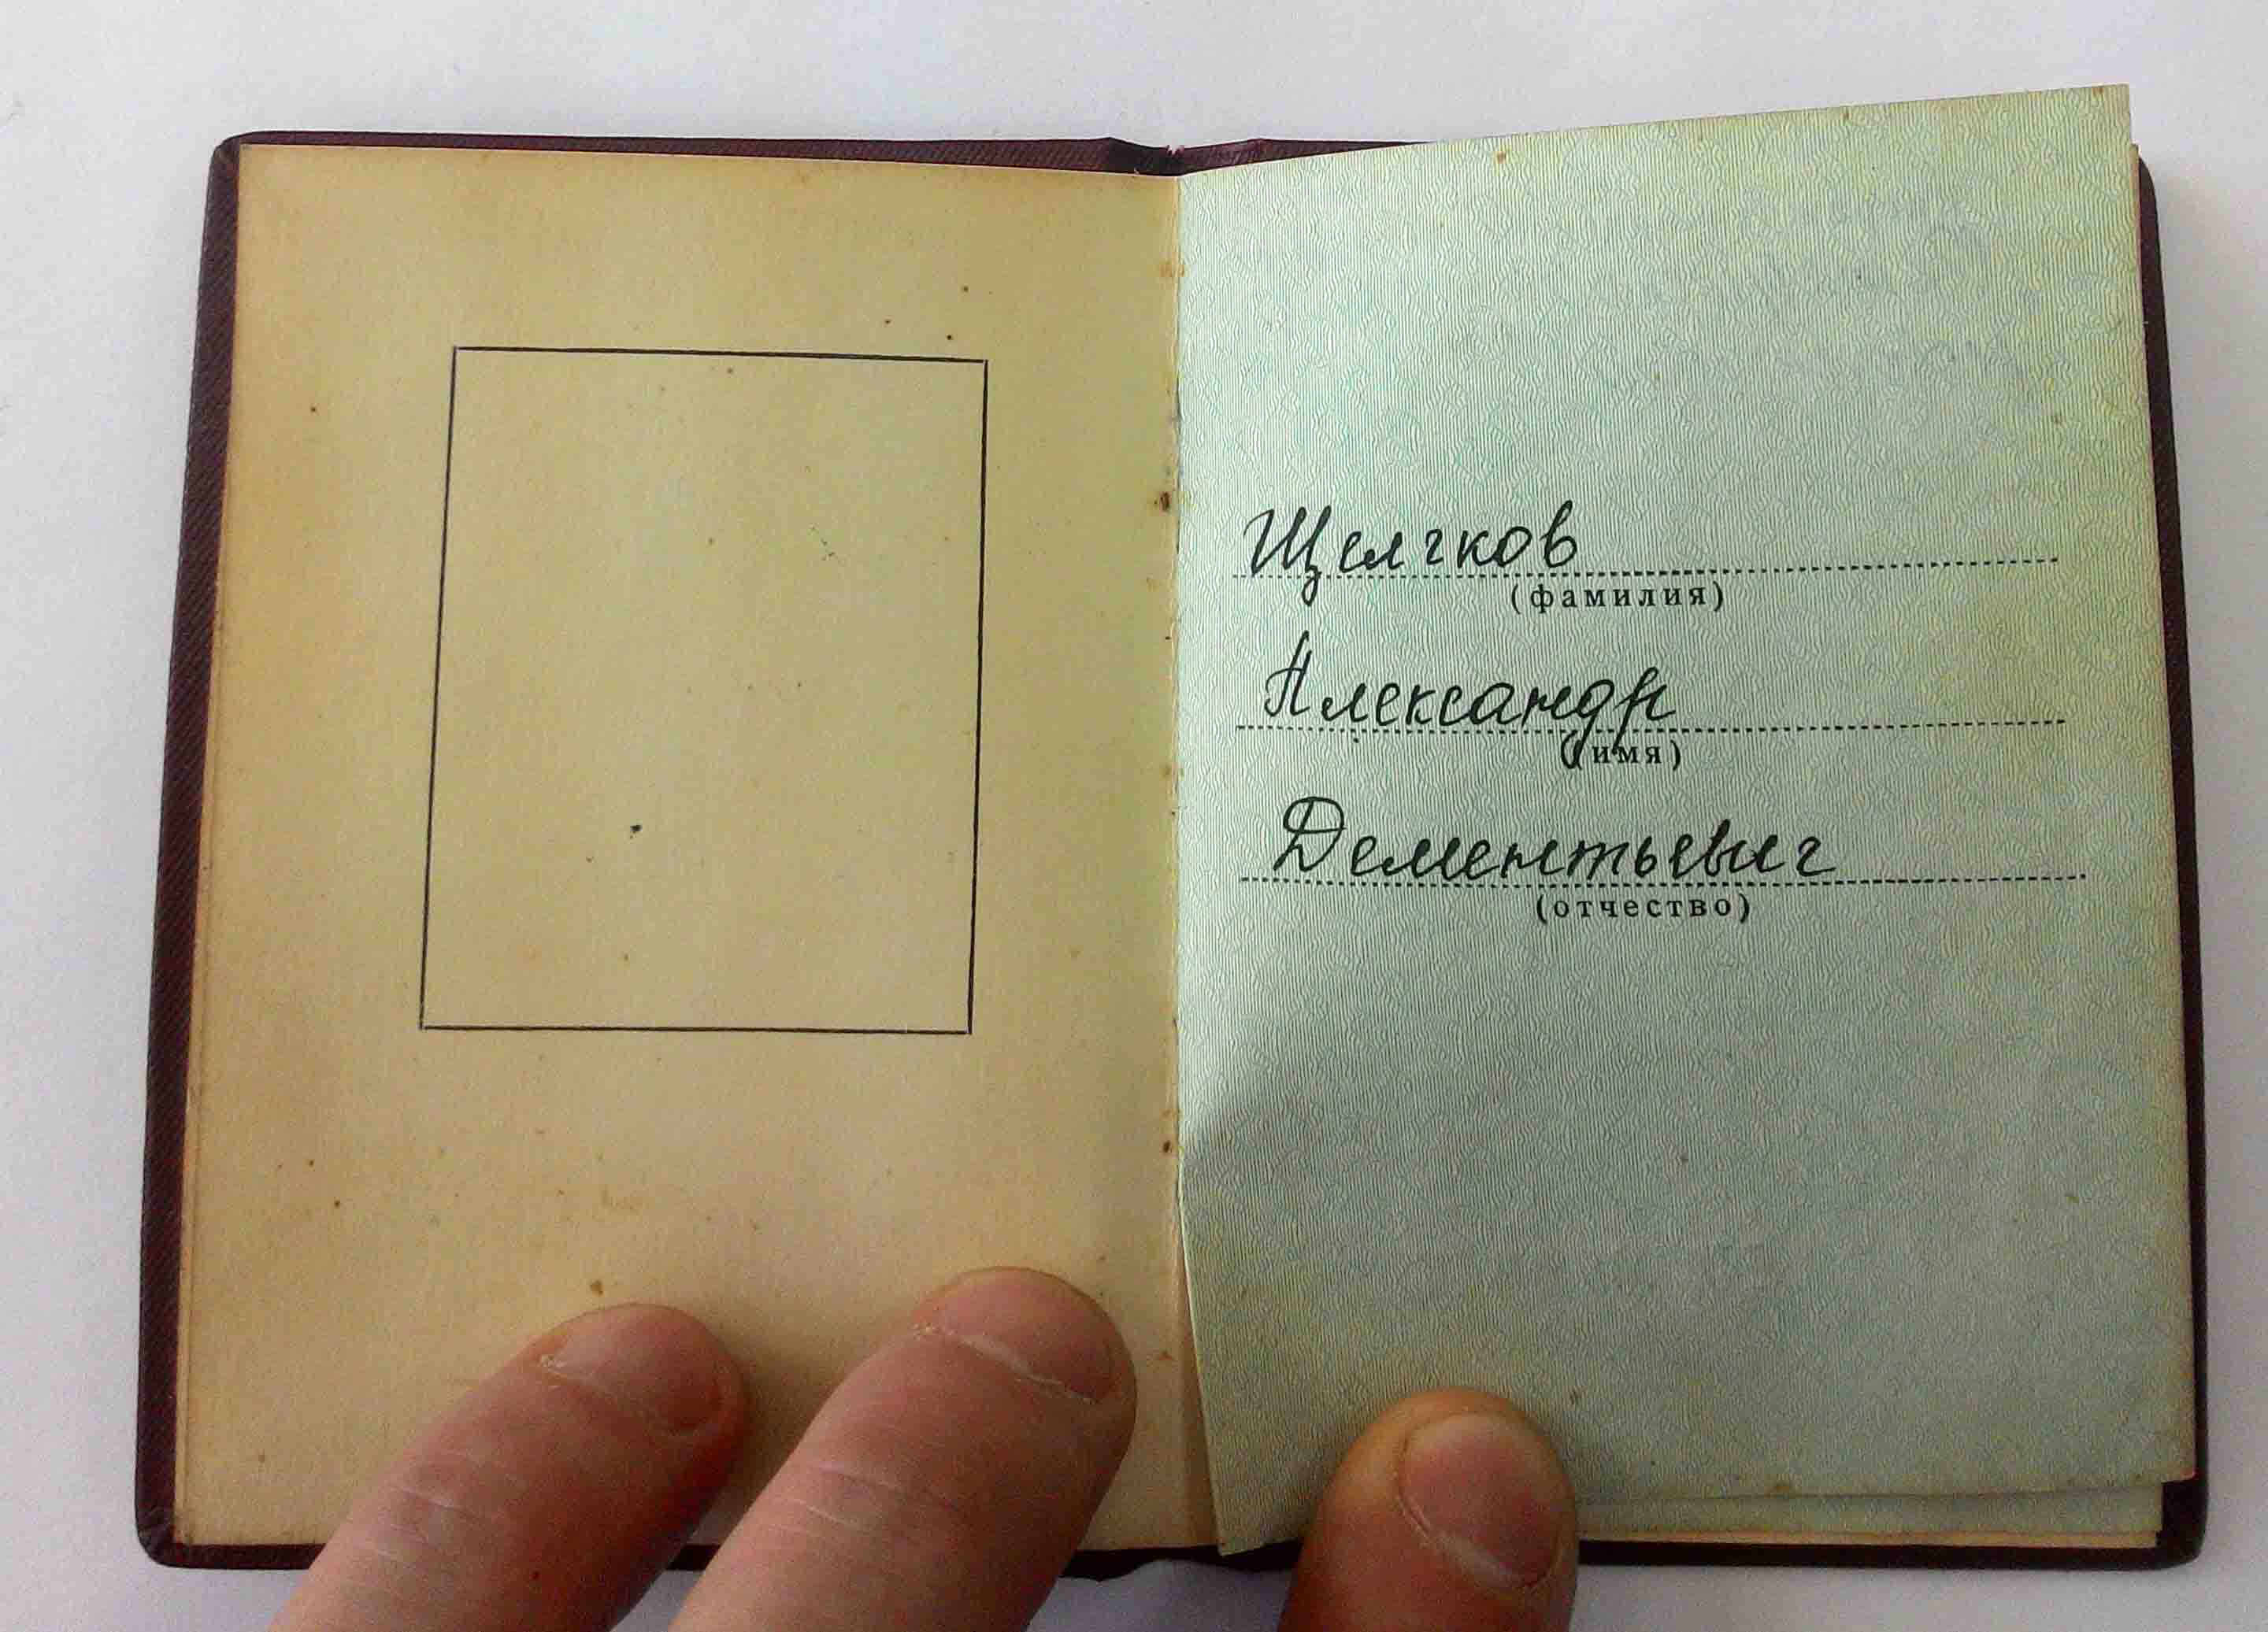 Щелчков
(фамилия)
Александр
(имя)
Дементьевич
(отчество)